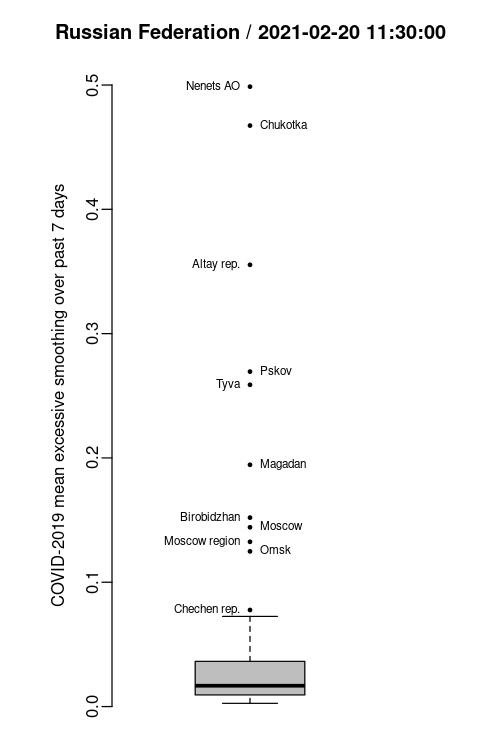 Russian Federation / 2021-02-20 11:30:00
COVID-2019 mean excessive smoothing over past 7 days
0.5
0.4
0.3
0.2
0.1
0.0
Nenets AO
Chukotka
Altay rep.
Pskov
Tyva
Magadan
Birobidzhan
Moscow
Moscow region
Omsk
Chechen rep.